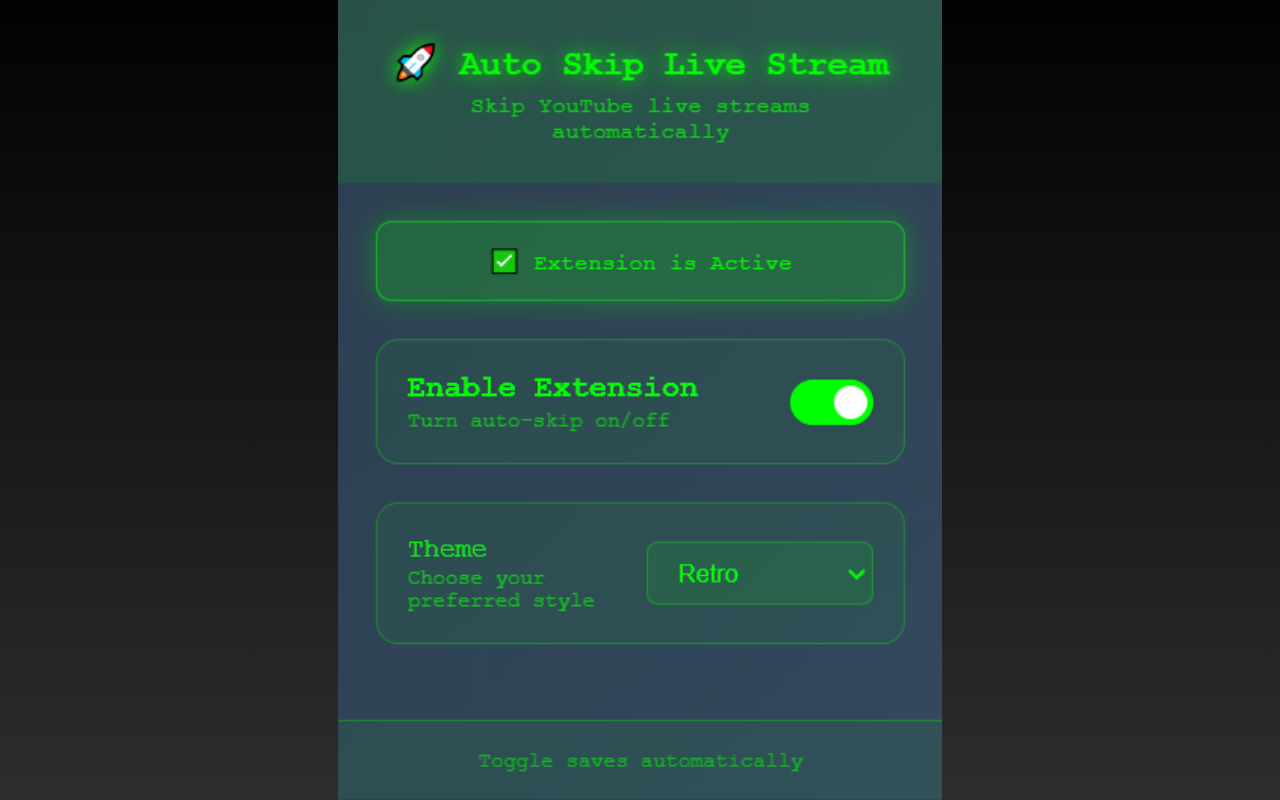 🚀 Auto Skip Live Stream
Skip YouTube live streams
automatically
✅ Extension is Active
Enable Extension
Turn auto-skip on/off
Theme
Choose your
preferred style
Retro
Toggle saves automatically